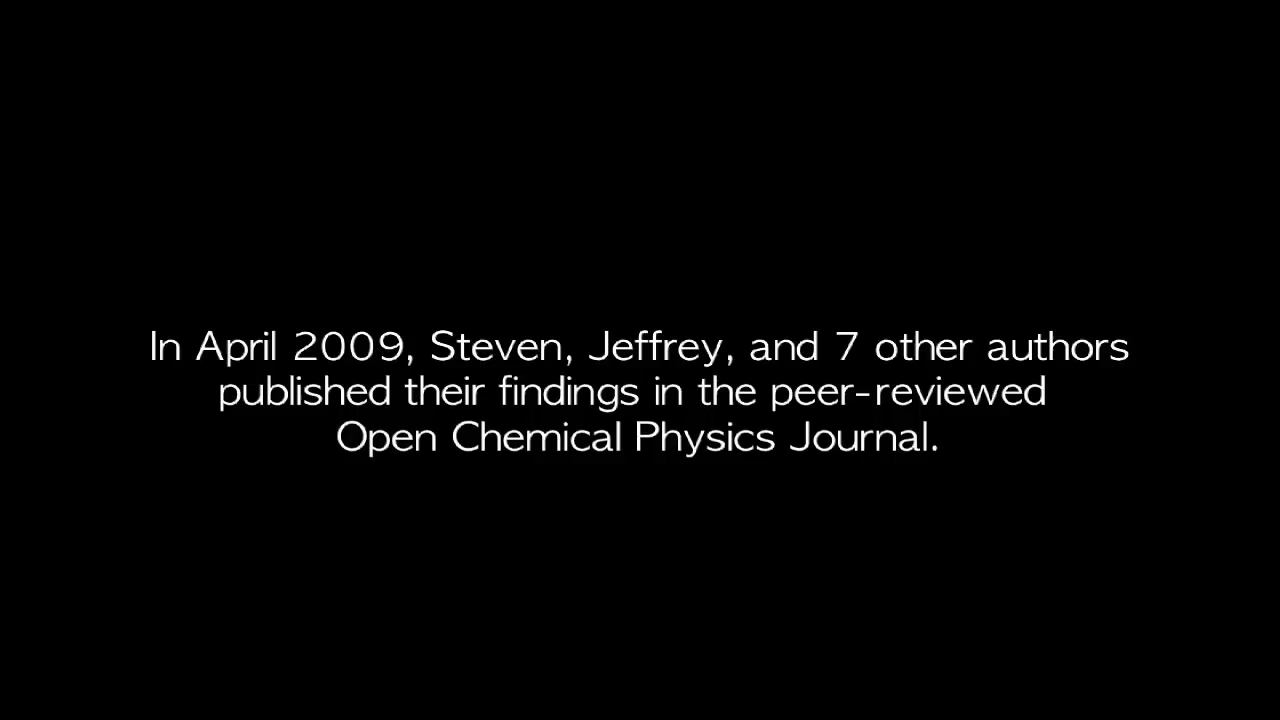 In April 2009, Steven, Jeffrey, and 7 other authors
published their findings in the peer-reviewed
Open Chemical Physics Journal.